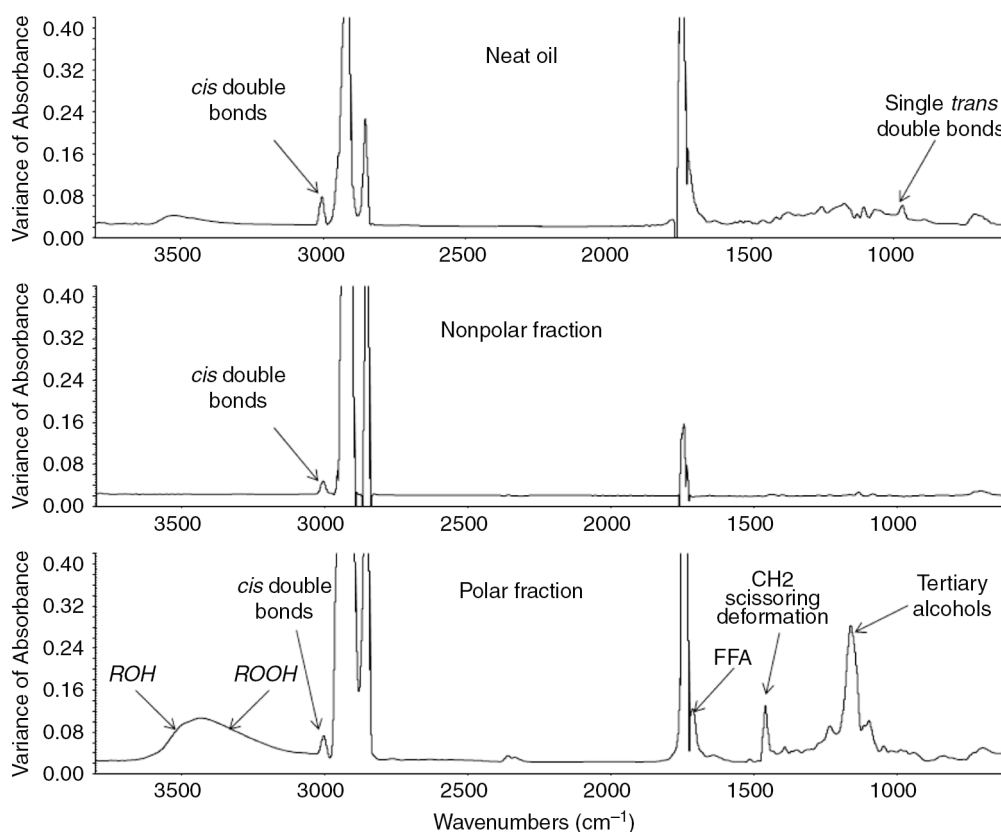 Variance of Absorbance
0.40
0.32
0.24
0.16
0.08
0.00
Neat oil
cis double
bonds
Single trans
double bonds
3500 3000 2500 2000 1500 1000
Variance of Absorbance
0.40
0.32
0.24
0.16
0.08
0.00
Nonpolar fraction
cis double
bonds
3500 3000 2500 2000 1500 1000
Variance of Absorbance
0.40
0.32
0.24
0.16
0.08
0.00
Polar fraction
ROH
ROOH
cis double
bonds
FFA
CH2
scissoring
deformation
Tertiary
alcohols
3500 3000 2500 2000 1500 1000
Wavenumbers (cm⁻¹)